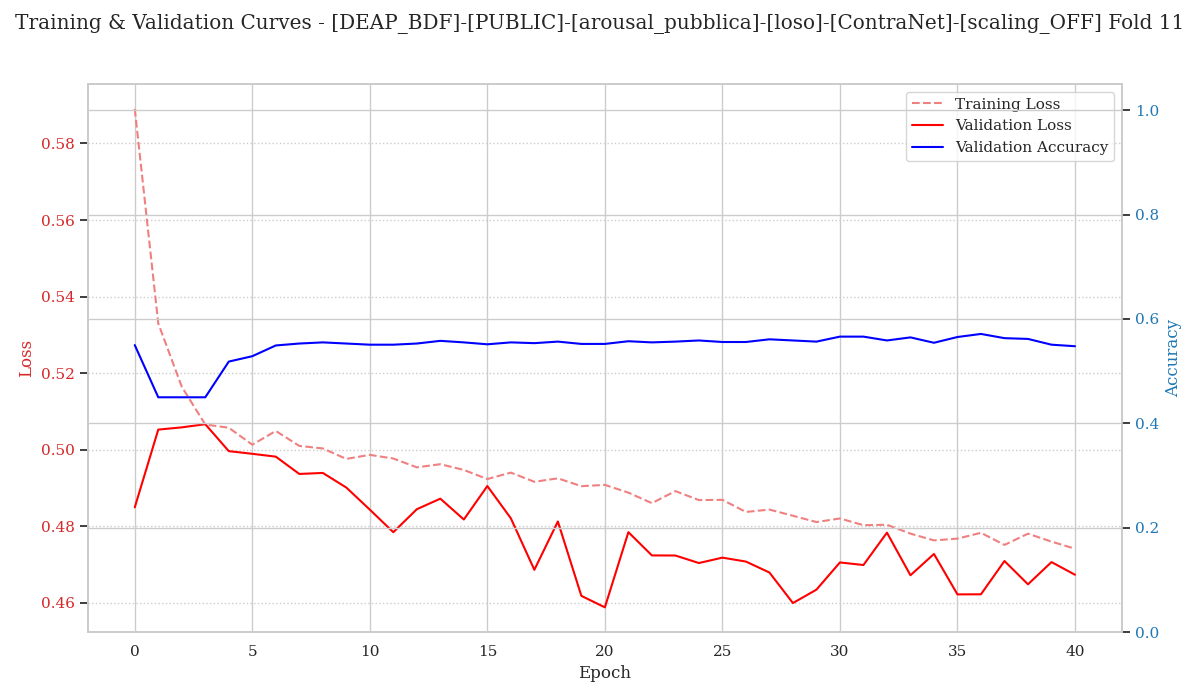 Training & Validation Curves - [DEAP_BDF]-[PUBLIC]-[arousal_pubblica]-[loso]-[ContraNet]-[scaling_OFF] Fold 11
Training Loss
Validation Loss
Validation Accuracy
0.58
0.56
0.54
0.52
0.50
0.48
0.46
Loss
1.0
0.8
0.6
0.4
0.2
0.0
Accuracy
0 5 10 15 20 25 30 35 40
Epoch